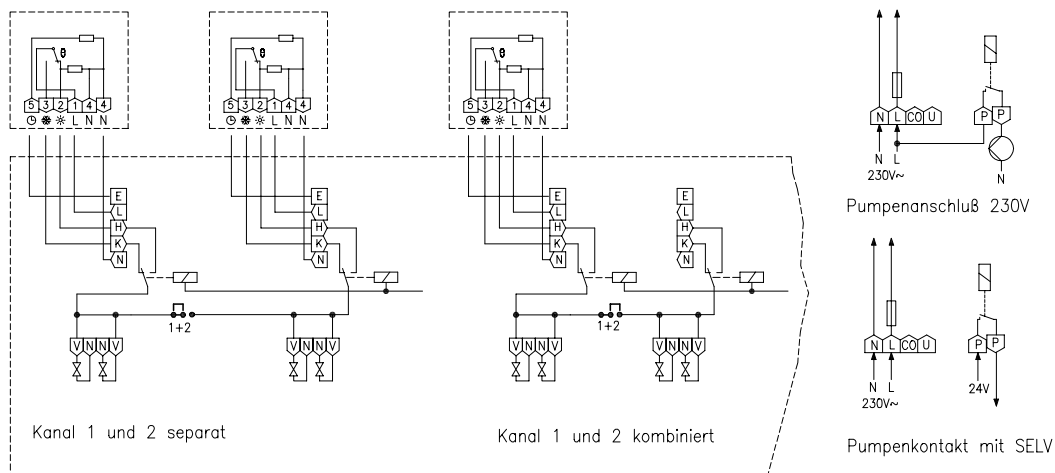 5 3 2 1 4 4
L N N
5 3 2 1 4 4
L N N
5 3 2 1 4 4
L N N
E
L
H
K
N
E
L
H
K
N
E
L
H
K
N
E
L
H
K
N
1+2
1+2
V N N V
V N N V
V N N V
V N N V
Kanal 1 und 2 separat
Kanal 1 und 2 kombiniert
N L CO U
P P
N L
230V~
N
Pumpenanschluß 230V
N L CO U
P P
N L
230V~
24V
Pumpenkontakt mit SELV